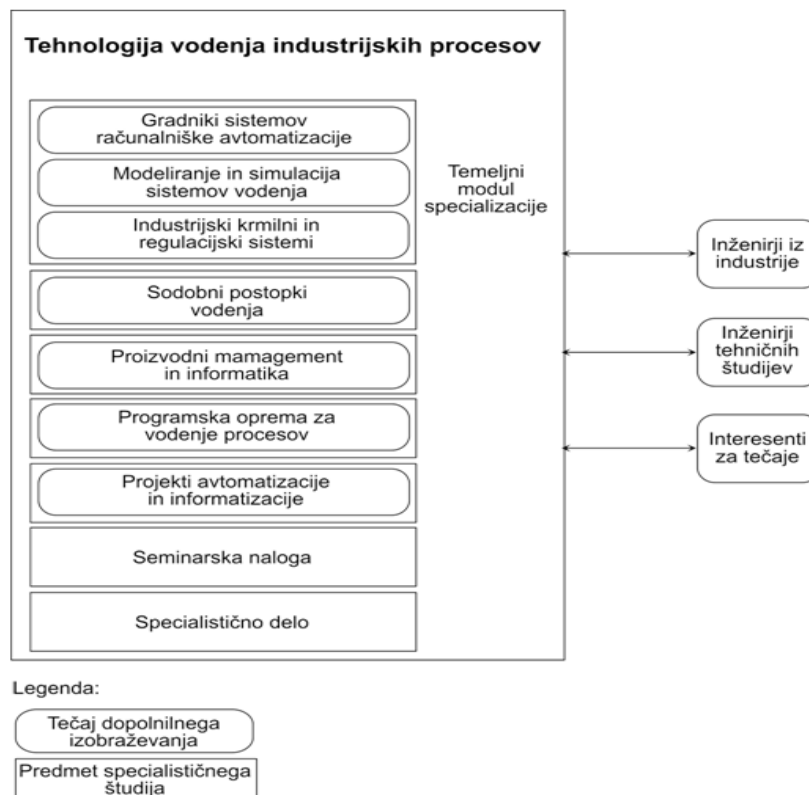 Tehnologija vodenja industrijskih procesov
Gradniki sistemov
računalniške avtomatizacije
Modeliranje in simulacija
sistemov vodenja
Industrijski krmilni in
regulacijski sistemi
Temeljni
modul
specializacije
Sodobni postopki
vodenja
Proizvodni mamagement
in informatika
Programska oprema za
vodenje procesov
Projekti avtomatizacije
in informatizacije
Seminarska naloga
Specialistično delo
Inženirji iz
industrije
Inženirji
tehničnih
študijev
Interesenti
za tečaje
Legenda:
Tečaj dopolnilnega
izobraževanja
Predmet specialističnega
študija